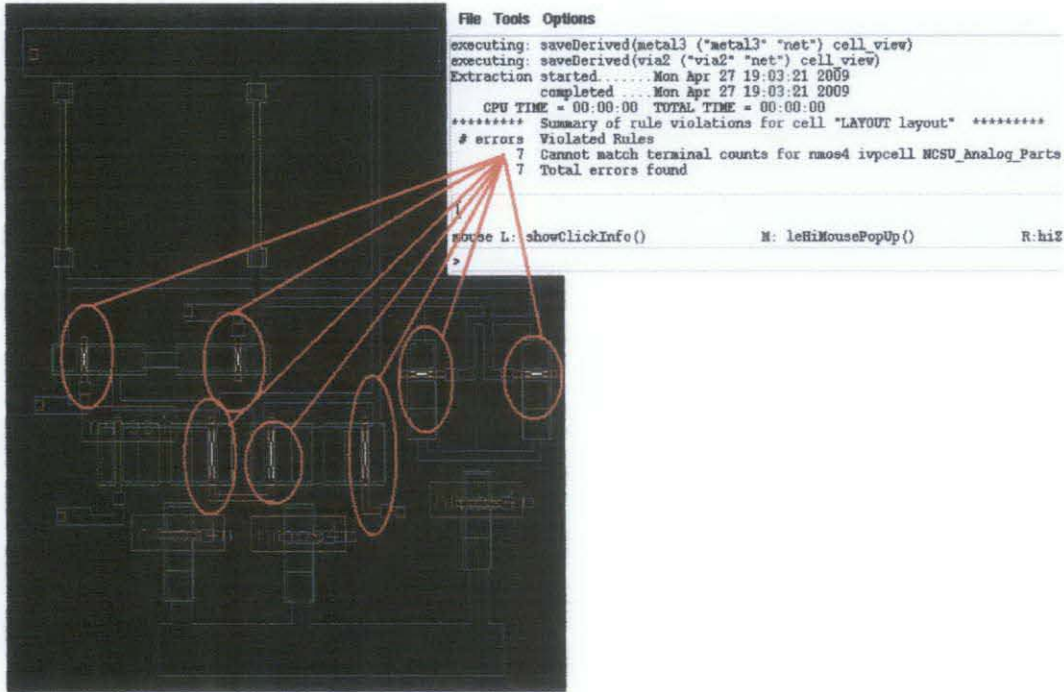 File Tools Options
executing: saveDerived(metal3 ("metal3" "net") cell_view)
executing: saveDerived(via2 ("via2" "net") cell_view)
Extraction started.......Mon Apr 27 19:03:21 2009
completed ....Mon Apr 27 19:03:21 2009
CPU TIME = 00:00:00 TOTAL TIME = 00:00:00
********* Summary of rule violations for cell "LAYOUT layout" *********
# errors Violated Rules
7 Cannot match terminal counts for nmos4 ivpcell NCSU_Analog_Parts
7 Total errors found
mouse L: showClickInfo() M: leHiMousePopUp() R:hiZ
>